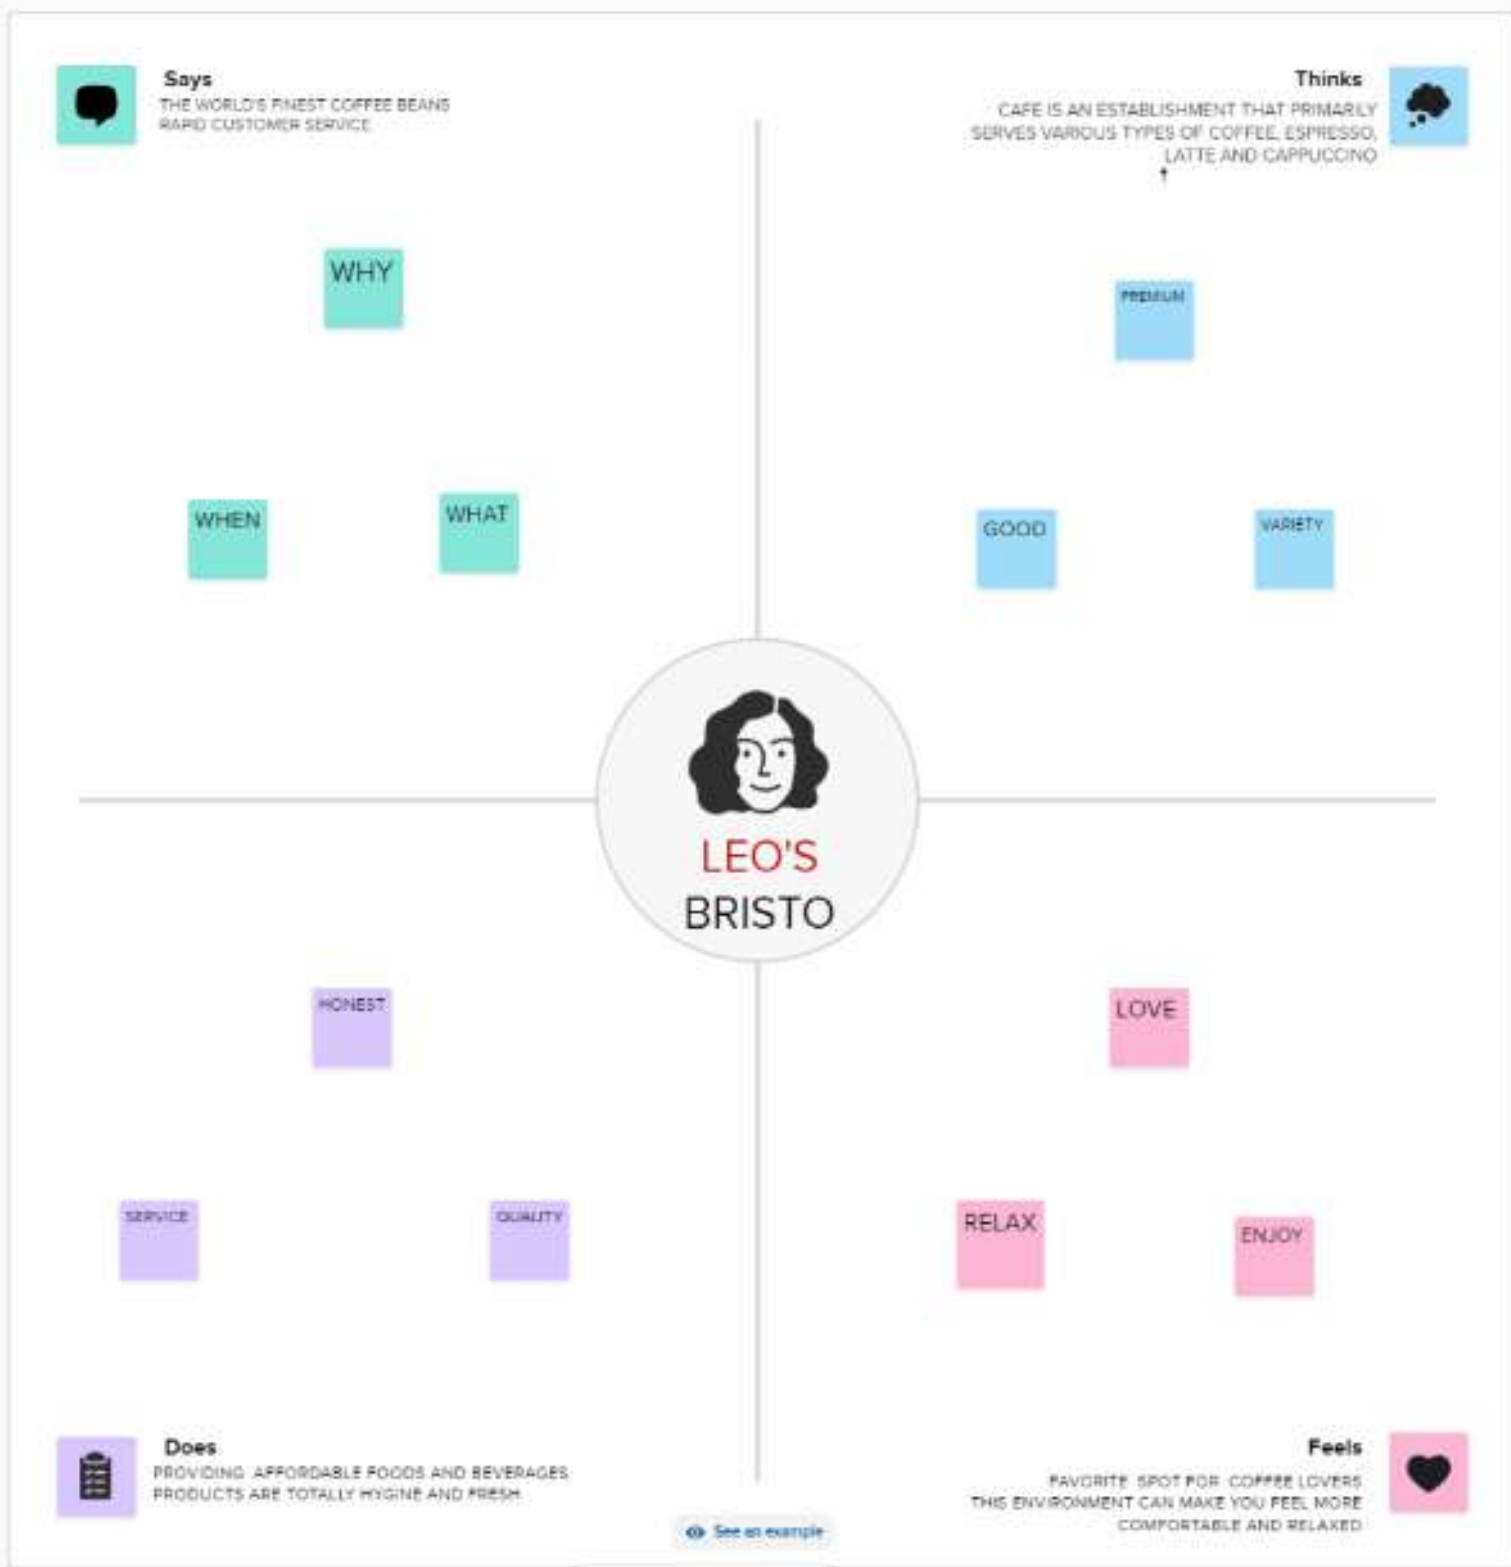 Says
THE WORLD'S FINEST COFFEE BEANS
RAPID CUSTOMER SERVICE
Thinks
CAFE IS AN ESTABLISHMENT THAT PRIMARILY
SERVES VARIOUS TYPES OF COFFEE, ESPRESSO,
LATTE AND CAPPUCCINO
WHY
WHEN
WHAT
PREMIUM
GOOD
VARIETY
LEO'S
BRISTO
HONEST
SERVICE
QUALITY
LOVE
RELAX
ENJOY
Does
PROVIDING AFFORDABLE FOODS AND BEVERAGES
PRODUCTS ARE TOTALLY HYGINE AND FRESH
Feels
FAVORITE SPOT FOR COFFEE LOVERS
THIS ENVIRONMENT CAN MAKE YOU FEEL MORE
COMFORTABLE AND RELAXED
See an example